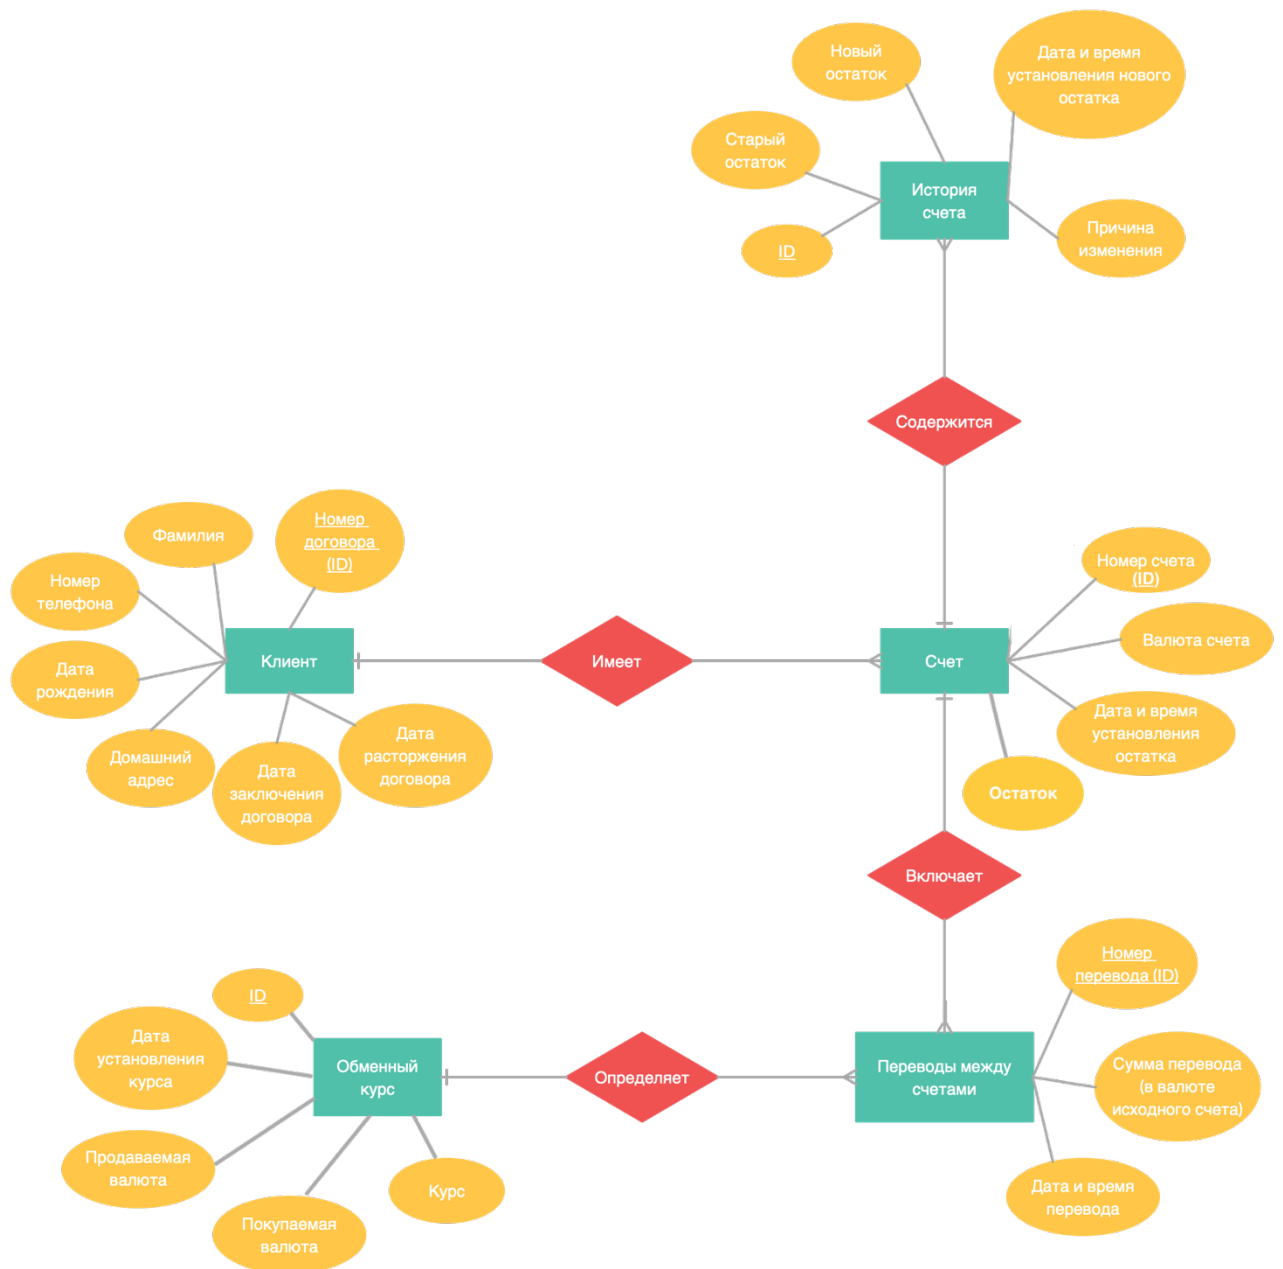 Новый
остаток
Дата и время
установления нового
остатка
Старый
остаток
История
счета
Причина
изменения
ID
Содержится
Номер
договора
(ID)
Фамилия
Номер
телефона
Номер счета
(ID)
Валюта счета
Клиент
Имеет
Счет
Дата
рождения
Дата и время
установления
остатка
Домашний
адрес
Дата
заключения
договора
Дата
расторжения
договора
Остаток
Включает
Номер
перевода (ID)
ID
Дата
установления
курса
Обменный
курс
Определяет
Переводы между
счетами
Сумма перевода
(в валюте
исходного счета)
Продаваемая
валюта
Курс
Дата и время
перевода
Покупаемая
валюта